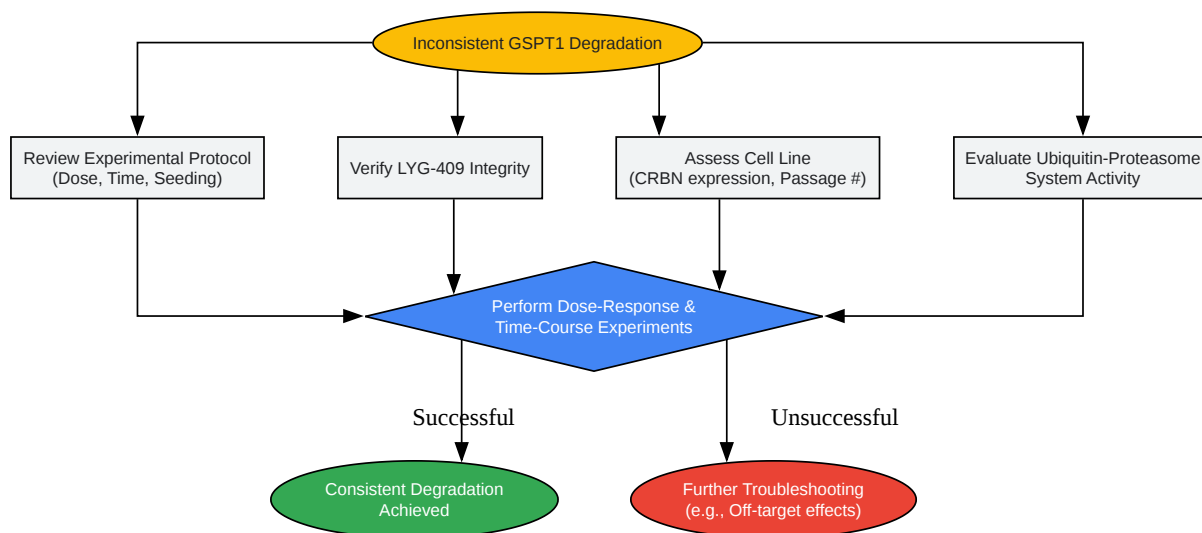 Inconsistent GSPT1 Degradation
Review Experimental Protocol
(Dose, Time, Seeding)
Verify LYG-409 Integrity
Assess Cell Line
(CRBN expression, Passage #)
Evaluate Ubiquitin-Proteasome
System Activity
Perform Dose-Response &
Time-Course Experiments
Successful
Unsuccessful
Consistent Degradation
Achieved
Further Troubleshooting
(e.g., Off-target effects)